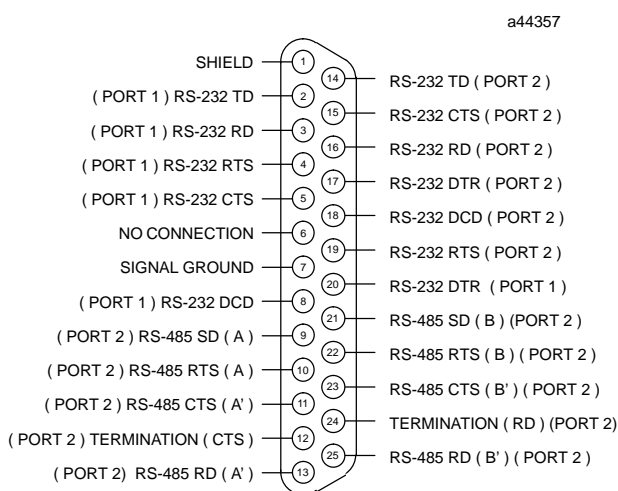 a44357
SHIELD 1
( PORT 1 ) RS-232 TD 2
( PORT 1 ) RS-232 RD 3
( PORT 1 ) RS-232 RTS 4
( PORT 1 ) RS-232 CTS 5
NO CONNECTION 6
SIGNAL GROUND 7
( PORT 1 ) RS-232 DCD 8
( PORT 2 ) RS-485 SD ( A ) 9
( PORT 2 ) RS-485 RTS ( A ) 10
( PORT 2 ) RS-485 CTS ( A' ) 11
( PORT 2 ) TERMINATION ( CTS ) 12
( PORT 2) RS-485 RD ( A' ) 13
14 RS-232 TD ( PORT 2 )
15 RS-232 CTS ( PORT 2 )
16 RS-232 RD ( PORT 2 )
17 RS-232 DTR ( PORT 2 )
18 RS-232 DCD ( PORT 2 )
19 RS-232 RTS ( PORT 2 )
20 RS-232 DTR ( PORT 1 )
21 RS-485 SD ( B ) (PORT 2 )
22 RS-485 RTS ( B ) ( PORT 2 )
23 RS-485 CTS ( B' ) ( PORT 2 )
24 TERMINATION ( RD ) (PORT 2)
25 RS-485 RD ( B' ) ( PORT 2 )